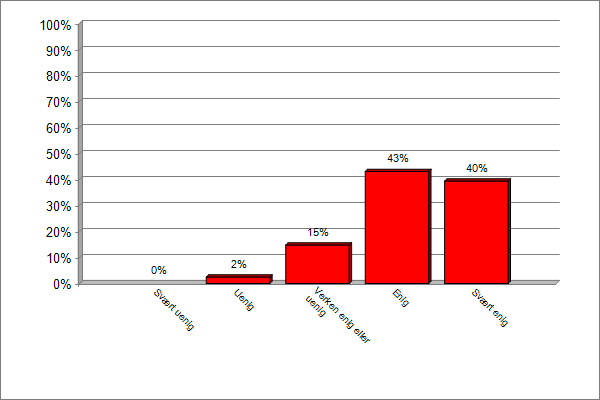 100%
90%
80%
70%
60%
50%
40%
30%
20%
10%
0%
0%
2%
15%
43%
40%
Svært uenig
Uenig
Verken enig eller
uenig
Enig
Svært enig